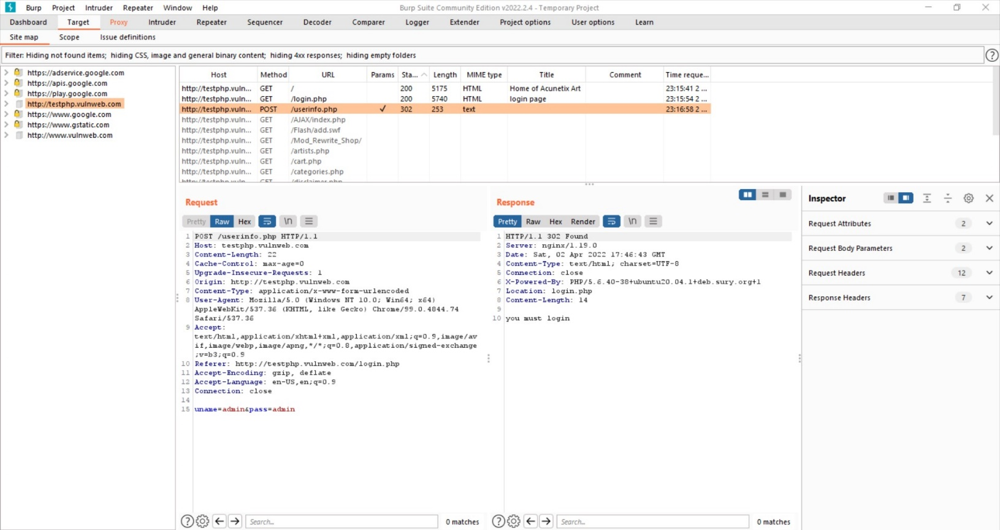 Burp Project Intruder Repeater Window Help Burp Suite Community Edition v2022.2.4 - Temporary Project
Dashboard Target Proxy Intruder Repeater Sequencer Decoder Comparer Logger Extender Project options User options Learn
Site map Scope Issue definitions
Filter: Hiding not found items; hiding CSS, image and general binary content; hiding 4xx responses; hiding empty folders
https://adservice.google.com
https://apis.google.com
https://play.google.com
http://testphp.vulnweb.com
https://www.google.com
https://www.gstatic.com
http://www.vulnweb.com
Host Method URL Params Sta... Length MIME type Title Comment Time reque...
http://testphp.vuln... GET / 200 5175 HTML Home of Acunetix Art 23:15:41 2 ...
http://testphp.vuln... GET /login.php 200 5740 HTML login page 23:15:54 2 ...
http://testphp.vuln... POST /userinfo.php ✓ 302 253 text 23:16:58 2 ...
http://testphp.vuln... GET /AJAX/index.php
http://testphp.vuln... GET /Flash/add.swf
http://testphp.vuln... GET /Mod_Rewrite_Shop/
http://testphp.vuln... GET /artists.php
http://testphp.vuln... GET /cart.php
http://testphp.vuln... GET /categories.php
http://testphp.vuln... GET /disclaimer.php
Request
Pretty Raw Hex \n
1 POST /userinfo.php HTTP/1.1
2 Host: testphp.vulnweb.com
3 Content-Length: 22
4 Cache-Control: max-age=0
5 Upgrade-Insecure-Requests: 1
6 Origin: http://testphp.vulnweb.com
7 Content-Type: application/x-www-form-urlencoded
8 User-Agent: Mozilla/5.0 (Windows NT 10.0; Win64; x64)
AppleWebKit/537.36 (KHTML, like Gecko) Chrome/99.0.4844.74
Safari/537.36
9 Accept:
text/html,application/xhtml+xml,application/xml;q=0.9,image/av
if,image/webp,image/apng,*/*;q=0.8,application/signed-exchange
;v=b3;q=0.9
10 Referer: http://testphp.vulnweb.com/login.php
11 Accept-Encoding: gzip, deflate
12 Accept-Language: en-US,en;q=0.9
13 Connection: close
14
15 uname=admin&pass=admin
Search... 0 matches
Response
Pretty Raw Hex Render \n
1 HTTP/1.1 302 Found
2 Server: nginx/1.19.0
3 Date: Sat, 02 Apr 2022 17:46:43 GMT
4 Content-Type: text/html; charset=UTF-8
5 Connection: close
6 X-Powered-By: PHP/5.6.40-38+ubuntu20.04.1+deb.sury.org+1
7 Location: login.php
8 Content-Length: 14
9
10 you must login
Search... 0 matches
Inspector
Request Attributes 2
Request Body Parameters 2
Request Headers 12
Response Headers 7